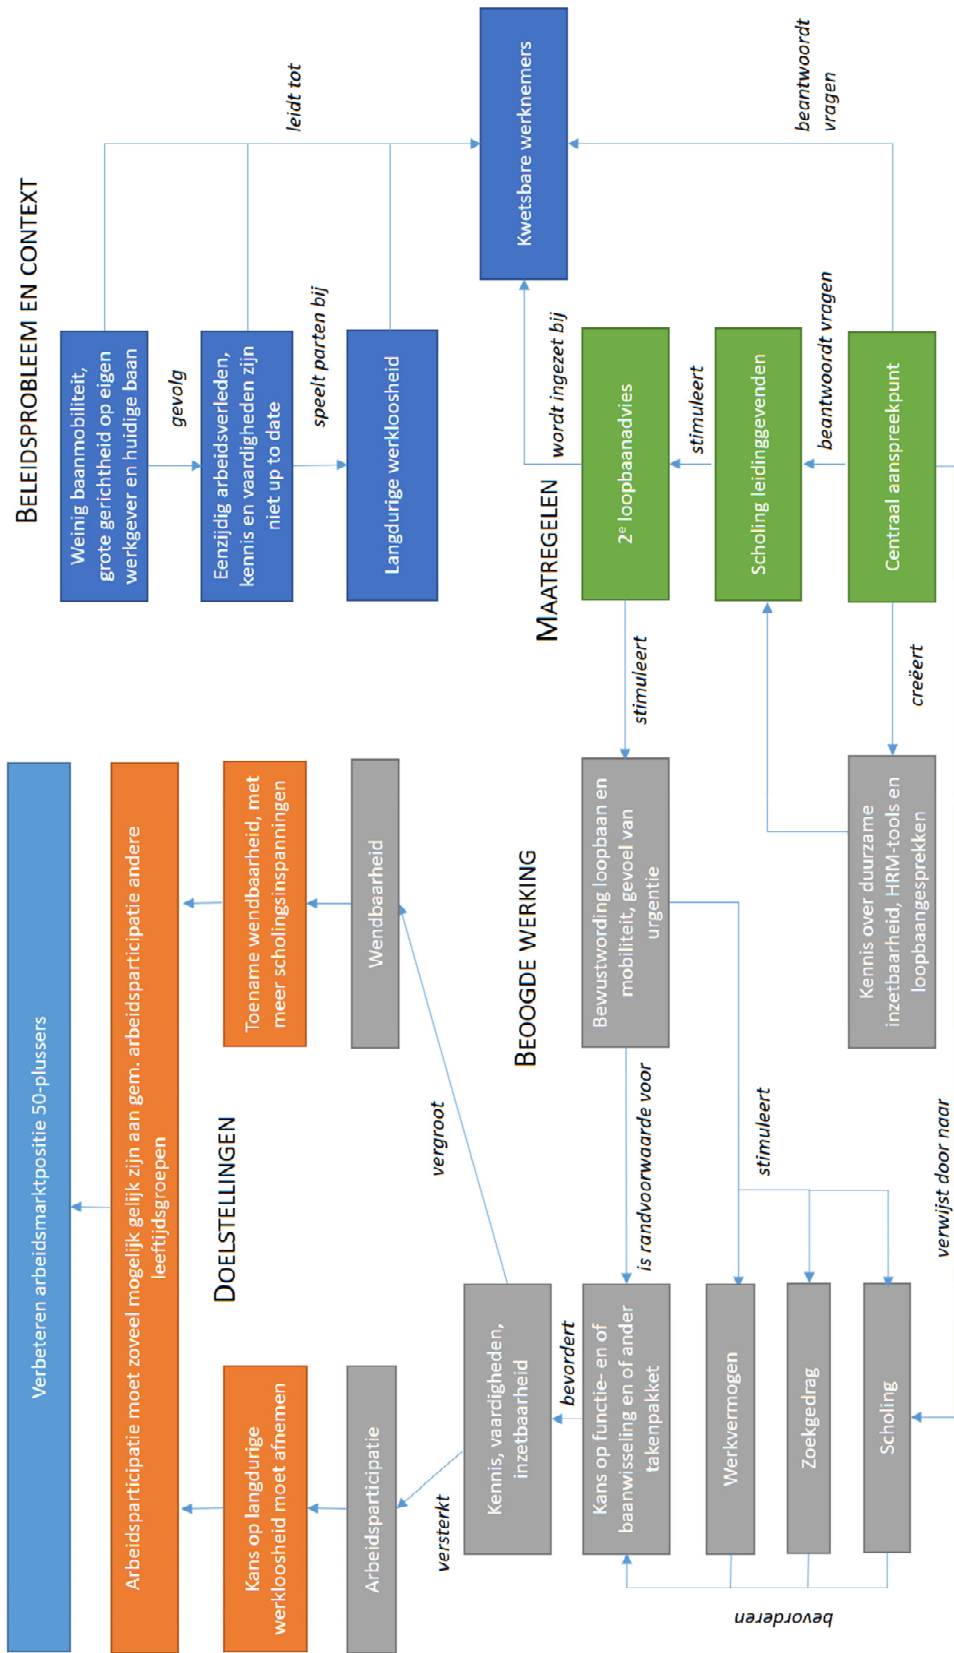 Verbeteren arbeidsmarktpositie 50-plussers
Arbeidsparticipatie moet zoveel mogelijk gelijk zijn aan gem. arbeidsparticipatie andere
leeftijdsgroepen
DOELSTELLINGEN
Kans op langdurige
werkloosheid moet afnemen
Toename wendbaarheid, met
meer scholingsinspanningen
Arbeidsparticipatie
Wendbaarheid
versterkt
vergroot
Kennis, vaardigheden,
inzetbaarheid
bevordert
BEOOGDE WERKING
Kans op functie- en of
baanwisseling en of ander
takenpakket
is randvoorwaarde voor
Bewustwording loopbaan en
mobiliteit, gevoel van
urgentie
stimuleert
Werkvermogen
Zoekgedrag
Scholing
bevorderen
stimuleert
verwijst door naar
Kennis over duurzame
inzetbaarheid, HRM-tools en
loopbaangesprekken
creëert
BELEIDSPROBLEEM EN CONTEXT
Weinig baanmobiliteit,
grote gerichtheid op eigen
werkgever en huidige baan
gevolg
Eenzijdig arbeidsverleden,
kennis en vaardigheden zijn
niet up to date
speelt parten bij
Langdurige werkloosheid
leidt tot
Kwetsbare werknemers
MAATREGELEN
wordt ingezet bij
2e loopbaanadvies
stimuleert
Scholing leidinggevenden
beantwoordt vragen
Centraal aanspreekpunt
beantwoordt
vragen